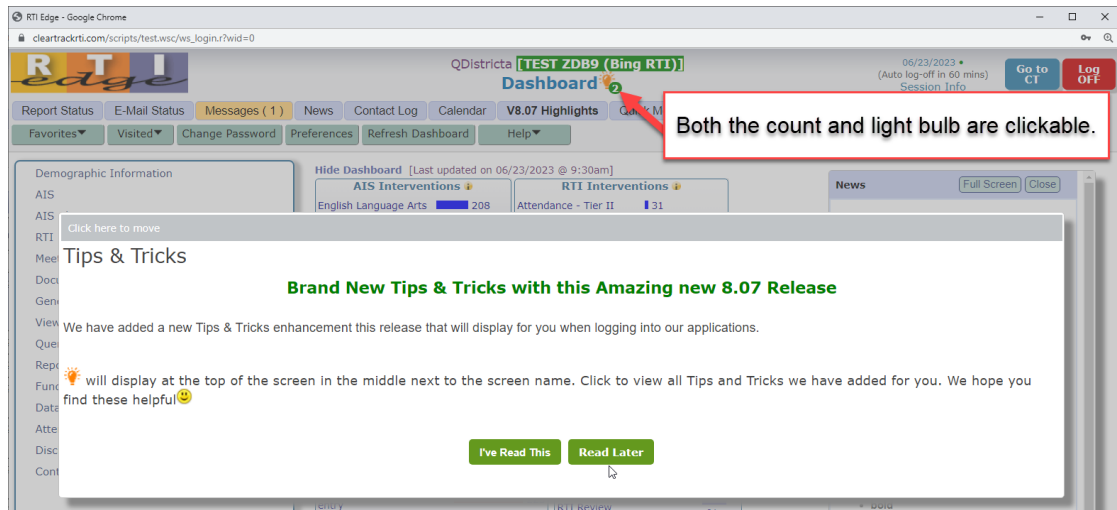 RTI Edge - Google Chrome
cleartrackrti.com/scripts/test.wsc/ws_login.r?wid=0
R T I
edge
QDistricta [TEST ZDB9 (Bing RTI)]
Dashboard 2
06/23/2023 •
(Auto log-off in 60 mins)
Session Info
Go to CT
Log OFF
Report Status E-Mail Status Messages ( 1 ) News Contact Log Calendar V8.07 Highlights
Favorites▼ Visited▼ Change Password Preferences Refresh Dashboard Help▼
Both the count and light bulb are clickable.
Demographic Information
AIS
AIS
RTI
Hide Dashboard [Last updated on 06/23/2023 @ 9:30am]
AIS Interventions
English Language Arts 208
RTI Interventions
Attendance - Tier II 31
News Full Screen Close
Click here to move
Tips & Tricks
Brand New Tips & Tricks with this Amazing new 8.07 Release
We have added a new Tips & Tricks enhancement this release that will display for you when logging into our applications.
will display at the top of the screen in the middle next to the screen name. Click to view all Tips and Tricks we have added for you. We hope you
find these helpful
I've Read This Read Later